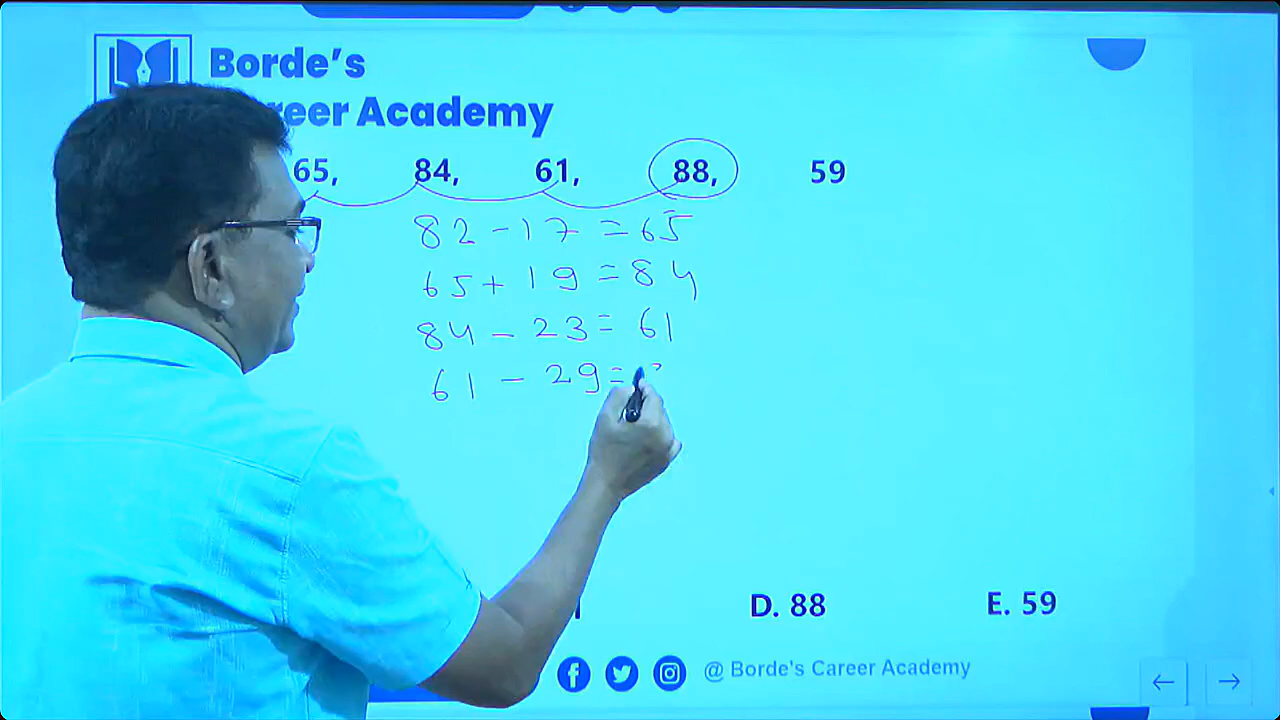 Borde's
Career Academy
65, 84, 61, 88, 59
82 - 17 = 65
65 + 19 = 84
84 - 23 = 61
61 - 29 =
D. 88 E. 59
@ Borde's Career Academy